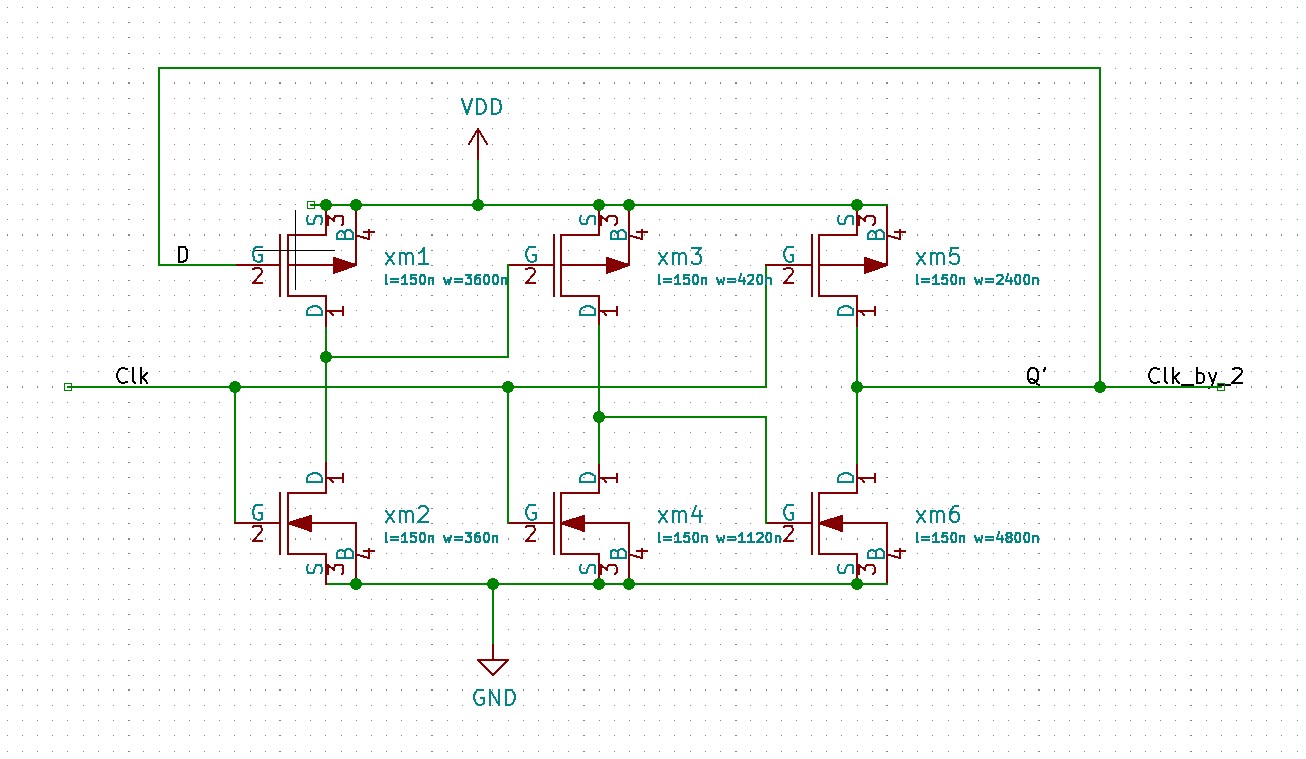 VDD
S 3 B 4 S 3 B 4 S 3 B 4
D G 2 xm1 G 2 xm3 G 2 xm5
l=150n w=3600n l=150n w=420n l=150n w=2400n
D 1 D 1 D 1
Clk Q' Clk_by_2
D 1 D 1 D 1
G 2 xm2 G 2 xm4 G 2 xm6
l=150n w=360n l=150n w=1120n l=150n w=4800n
S 3 B 4 S 3 B 4 S 3 B 4
GND